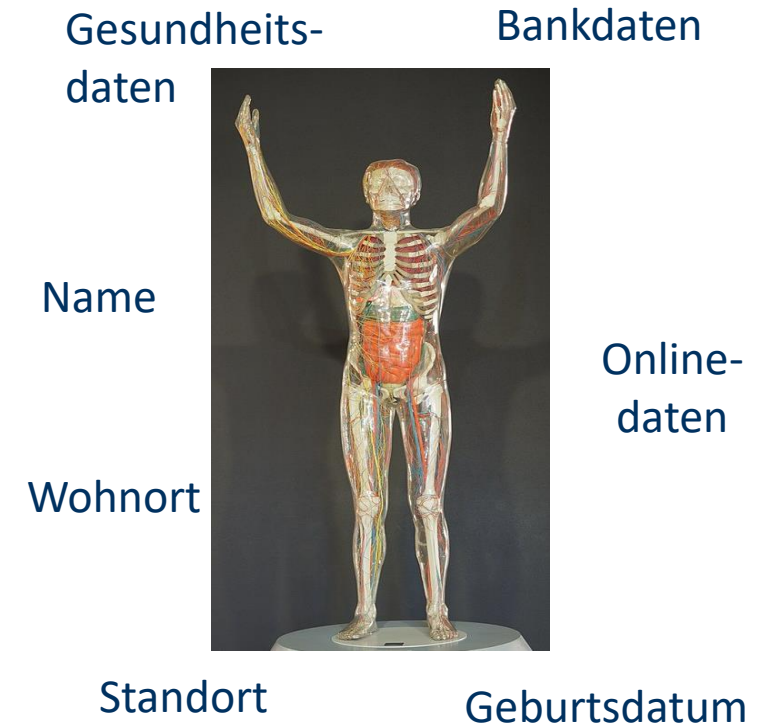 Gesundheits-
daten
Bankdaten
Name
Online-
daten
Wohnort
Standort
Geburtsdatum